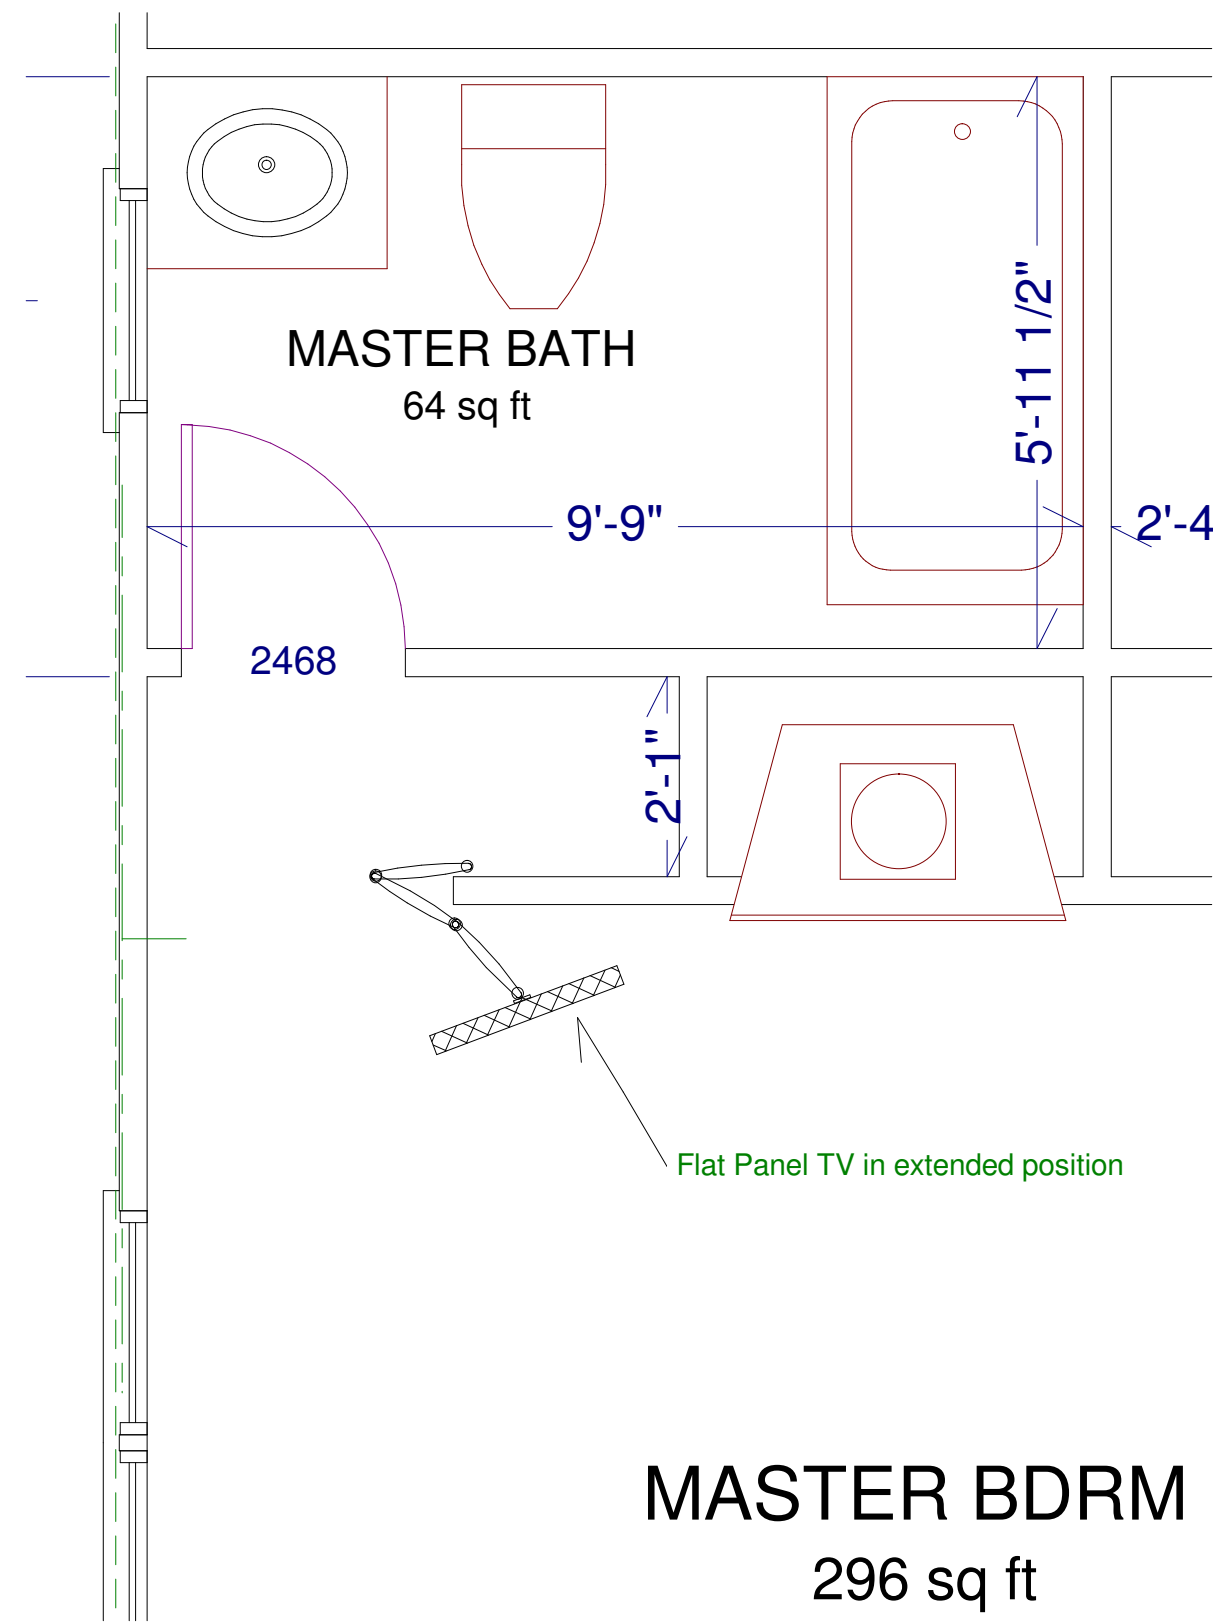 MASTER BATH
64 sq ft
5'-11 1/2"
9'-9"
2'-4
2468
2'-1"
Flat Panel TV in extended position
MASTER BDRM
296 sq ft